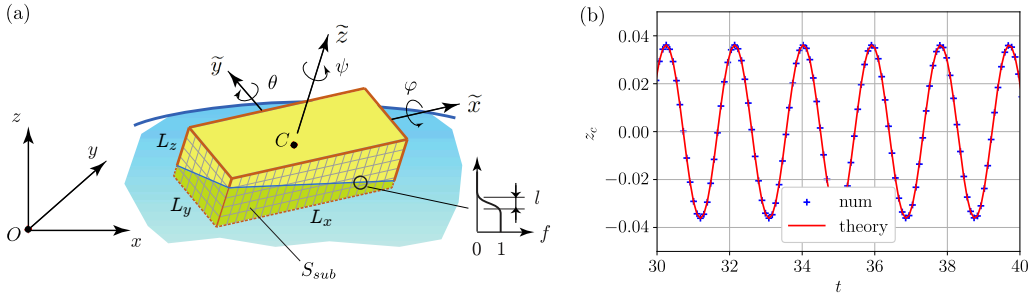 (a)
z̃
ỹ
θ
ψ
φ
x̃
z
y
O
x
C
L_z
L_y
L_x
S_sub
l
f
0 1
(b)
0.04
0.02
0.00
−0.02
−0.04
z_c
num
theory
30 32 34 36 38 40
t